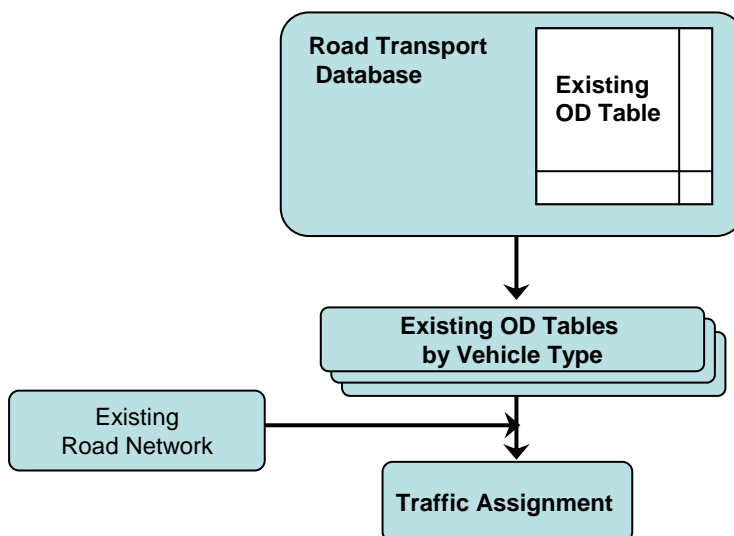 Road Transport
Database
Existing
OD Table
Existing OD Tables
by Vehicle Type
Existing
Road Network
Traffic Assignment